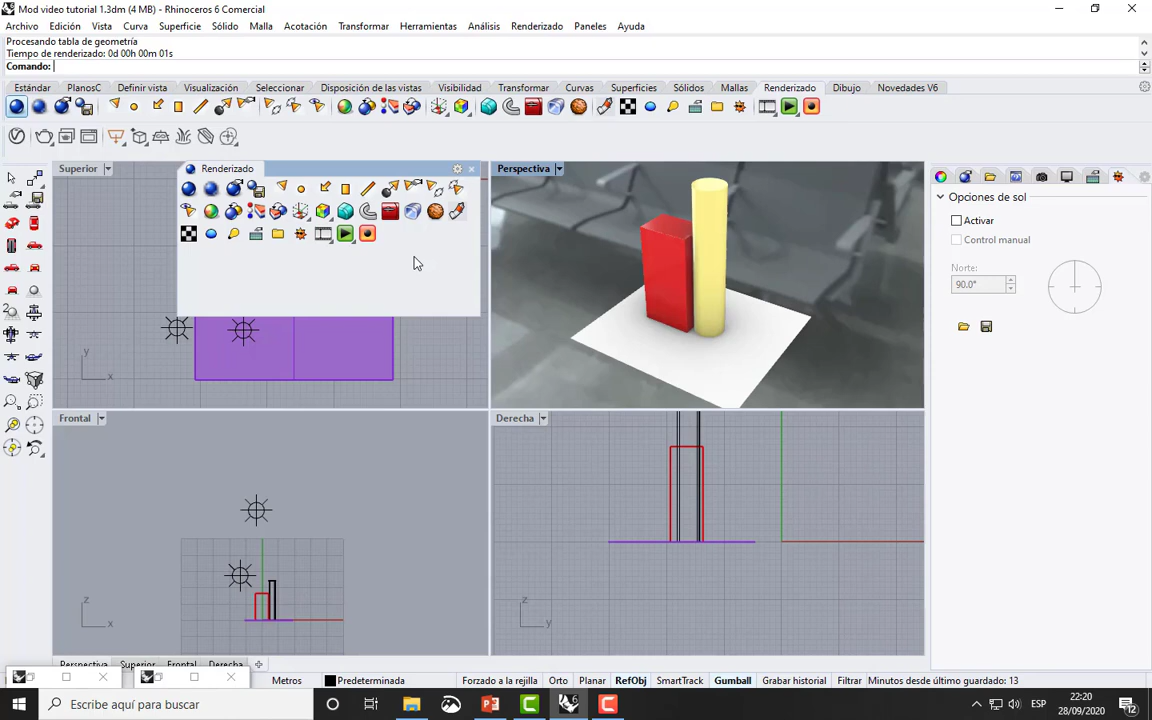 Mod video tutorial 1.3dm (4 MB) - Rhinoceros 6 Comercial
Archivo Edición Vista Curva Superficie Sólido Malla Acotación Transformar Herramientas Análisis Renderizado Paneles Ayuda
Procesando tabla de geometría
Tiempo de renderizado: 0d 00h 00m 01s
Comando:
Estándar PlanosC Definir vista Visualización Seleccionar Disposición de las vistas Visibilidad Transformar Curvas Superficies Sólidos Mallas Renderizado Dibujo Novedades V6
Superior
Renderizado
Perspectiva
Opciones de sol
Activar
Control manual
Norte:
90.0°
y
x
Frontal
Derecha
z
x
z
y
Perspectiva Superior Frontal Derecha
Metros Predeterminada Forzado a la rejilla Orto Planar RefObj SmartTrack Gumball Grabar historial Filtrar Minutos desde último guardado: 13
Escribe aquí para buscar
ESP
22:20
28/09/2020
12